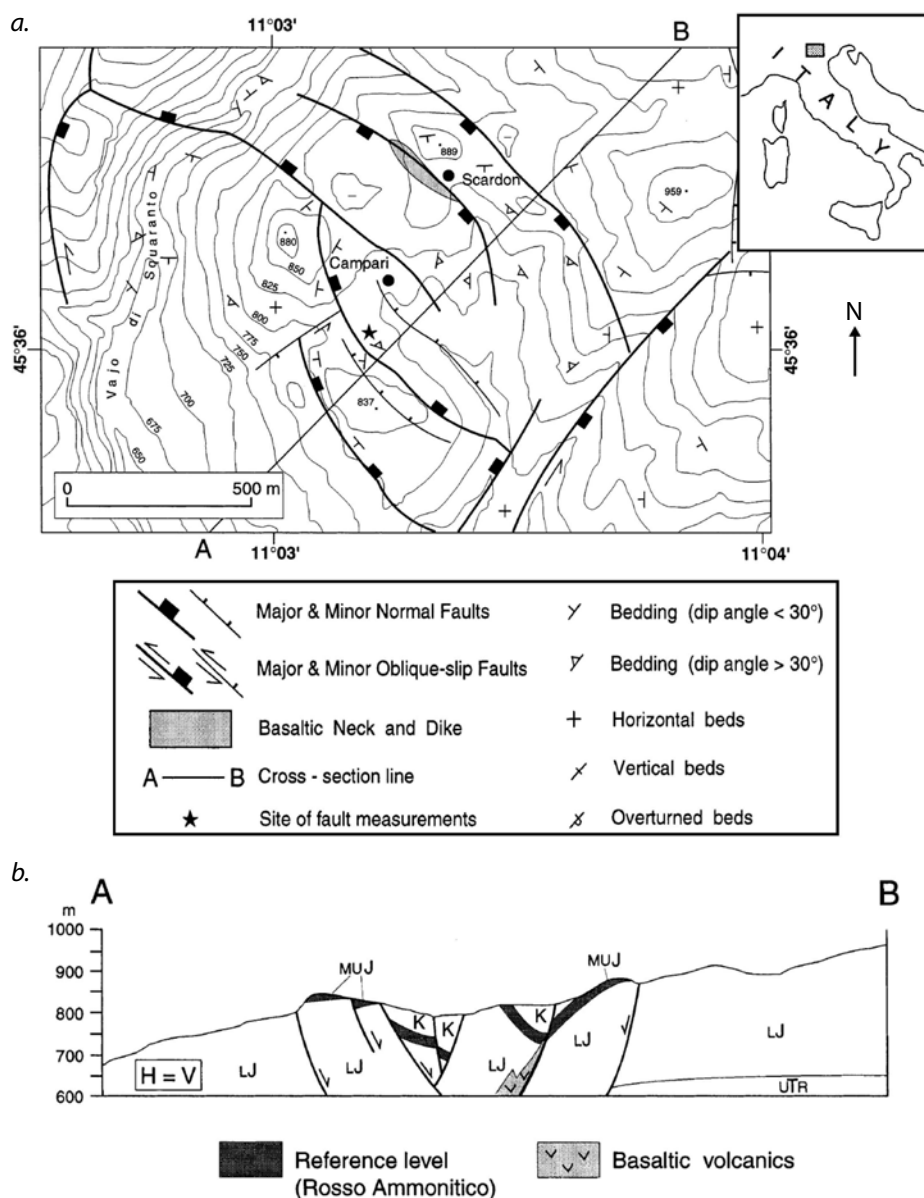 a.
11°03'
B
I T A L Y
889
Scardon
959
880
850
Campari
825
800
775
750
725
700
675
650
Vajo di Squaranto
837
45°36'
45°36'
N
0 500 m
A
11°03'
11°04'
Major & Minor Normal Faults
Bedding (dip angle < 30°)
Major & Minor Oblique-slip Faults
Bedding (dip angle > 30°)
Basaltic Neck and Dike
Horizontal beds
A B Cross - section line
Vertical beds
Site of fault measurements
Overturned beds
b.
A
B
m
1000
900
800
700
600
MUJ
MUJ
K
K
K
LJ
LJ
LJ
LJ
LJ
UTR
H = V
Reference level
(Rosso Ammonitico)
Basaltic volcanics